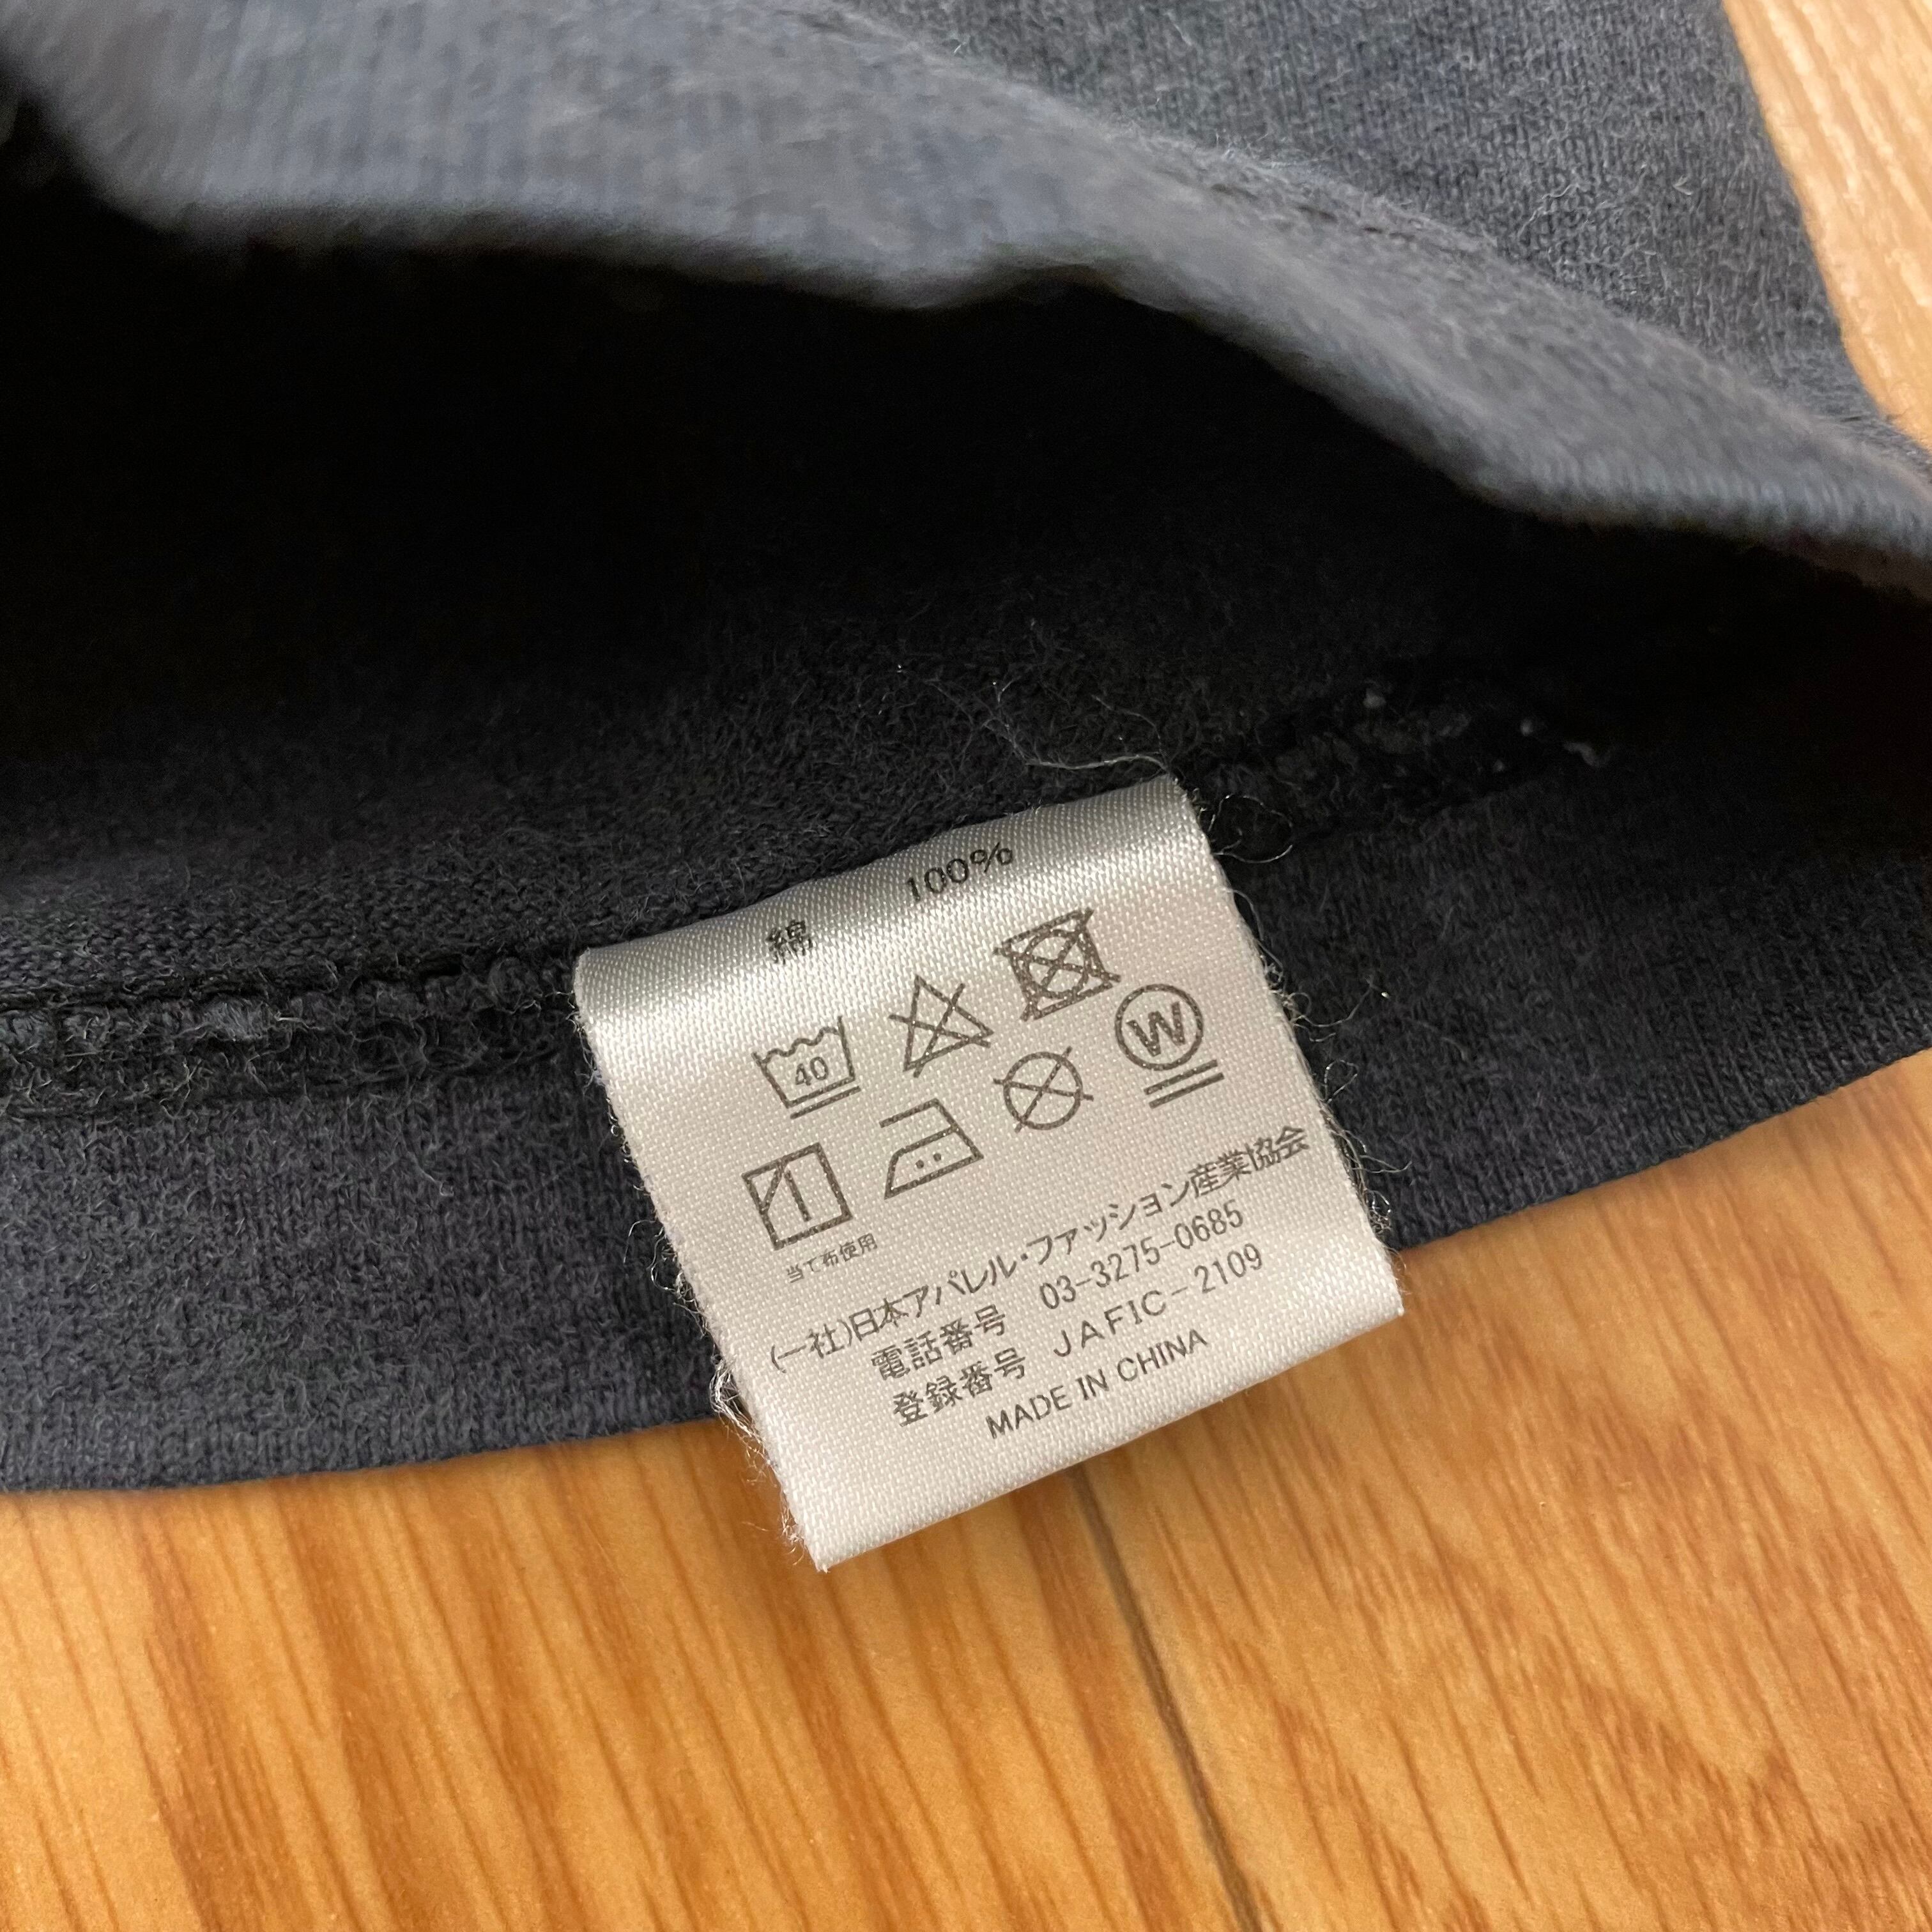 綿 100%
40
W
当て布使用
(一社)日本アパレル・ファッション産業協会
電話番号 03-3275-0685
登録番号 JAFIC-2109
MADE IN CHINA